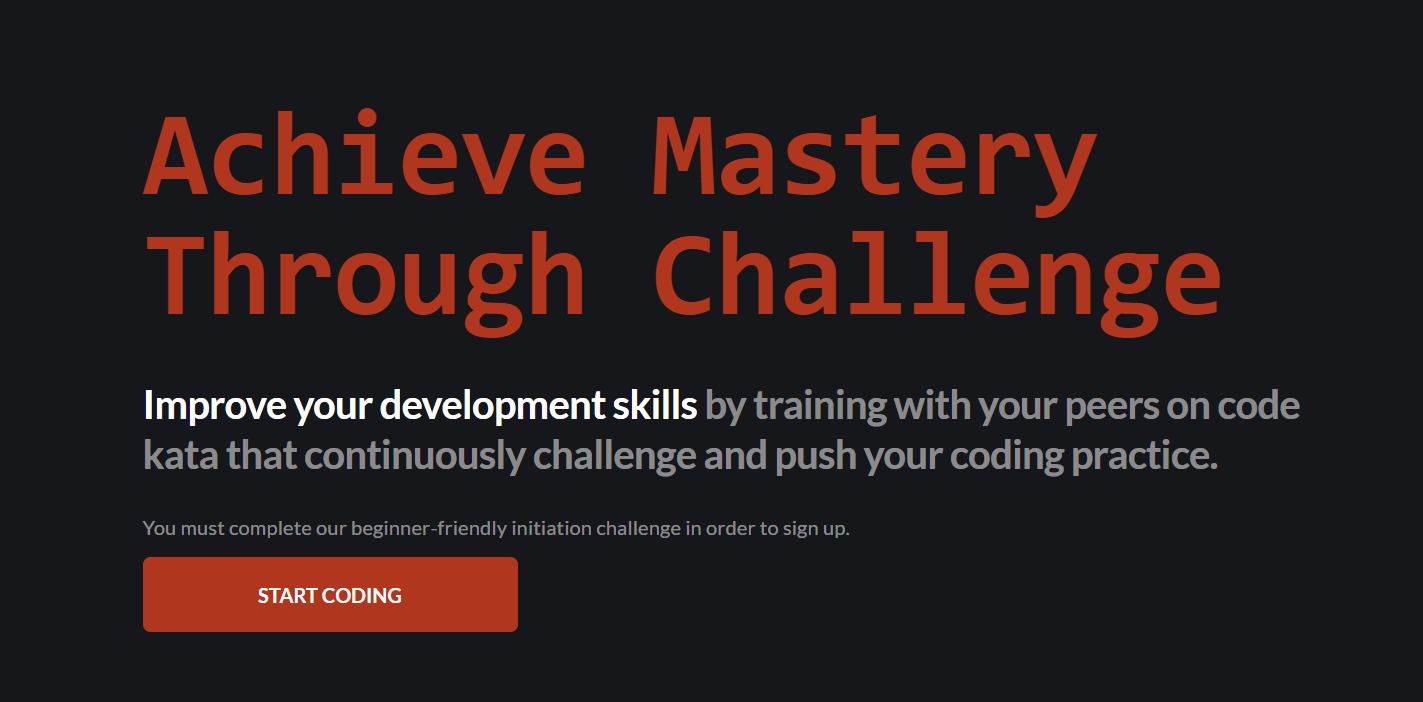 Achieve Mastery
Through Challenge
Improve your development skills by training with your peers on code
kata that continuously challenge and push your coding practice.
You must complete our beginner-friendly initiation challenge in order to sign up.
START CODING